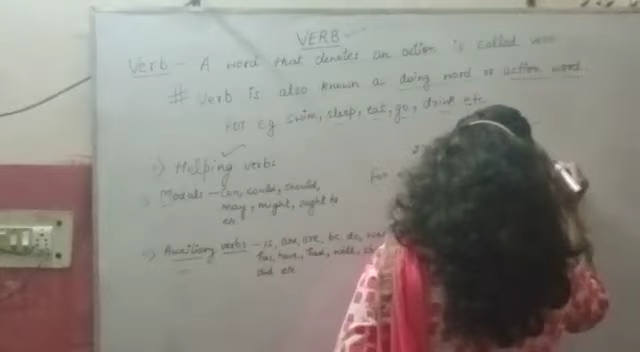 VERB
Verb - A word that denotes an action is called verb
# Verb is also known as doing word or action word
For eg swim, sleep, eat, go, drink etc
Helping verbs
Modals - can, could, should,
may, might, ought to
etc
Auxiliary verbs - is, am, are, be, do,
has, have, had, will,
did etc
For